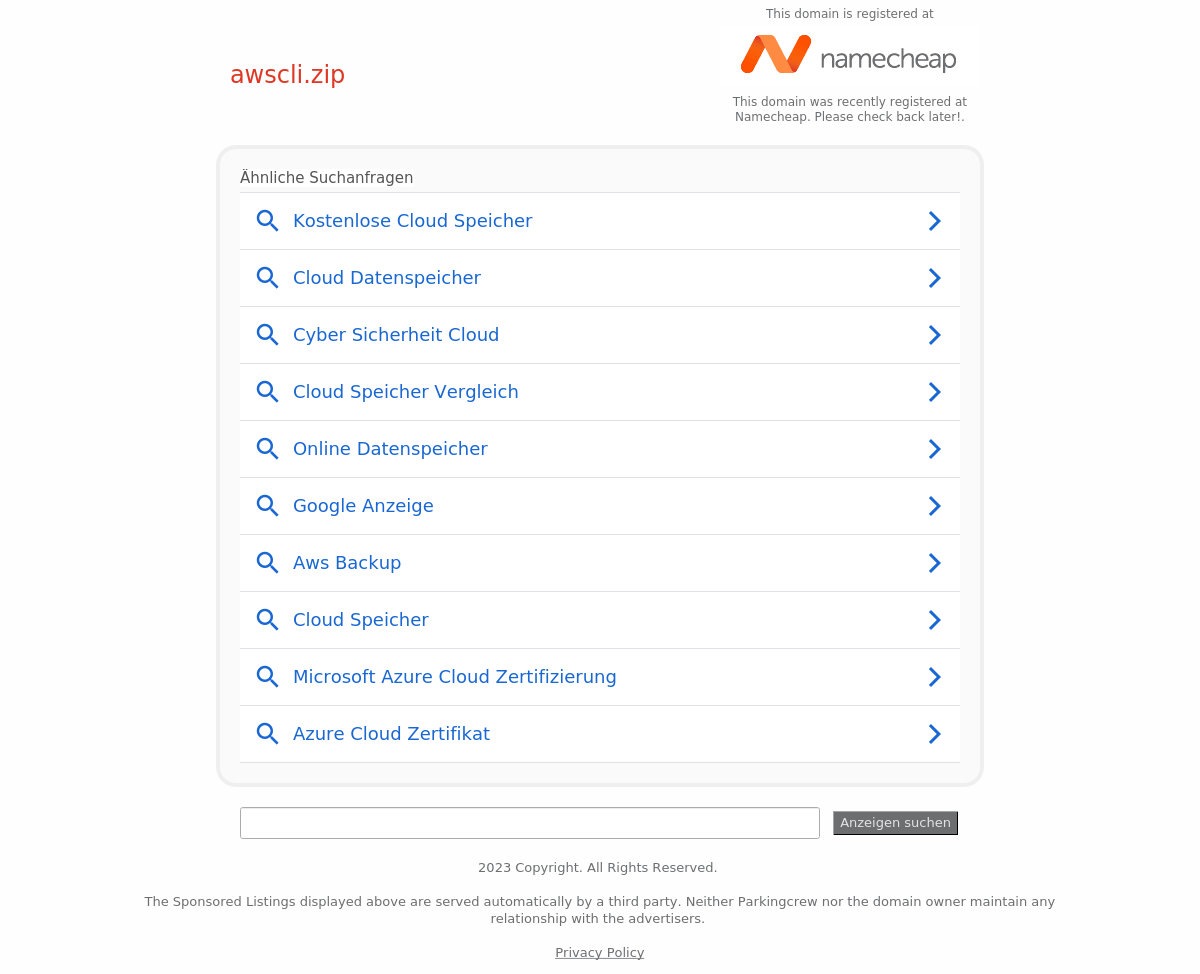 This domain is registered at
namecheap
awscli.zip
This domain was recently registered at
Namecheap. Please check back later!.
Ähnliche Suchanfragen
Kostenlose Cloud Speicher
Cloud Datenspeicher
Cyber Sicherheit Cloud
Cloud Speicher Vergleich
Online Datenspeicher
Google Anzeige
Aws Backup
Cloud Speicher
Microsoft Azure Cloud Zertifizierung
Azure Cloud Zertifikat
Anzeigen suchen
2023 Copyright. All Rights Reserved.
The Sponsored Listings displayed above are served automatically by a third party. Neither Parkingcrew nor the domain owner maintain any
relationship with the advertisers.
Privacy Policy